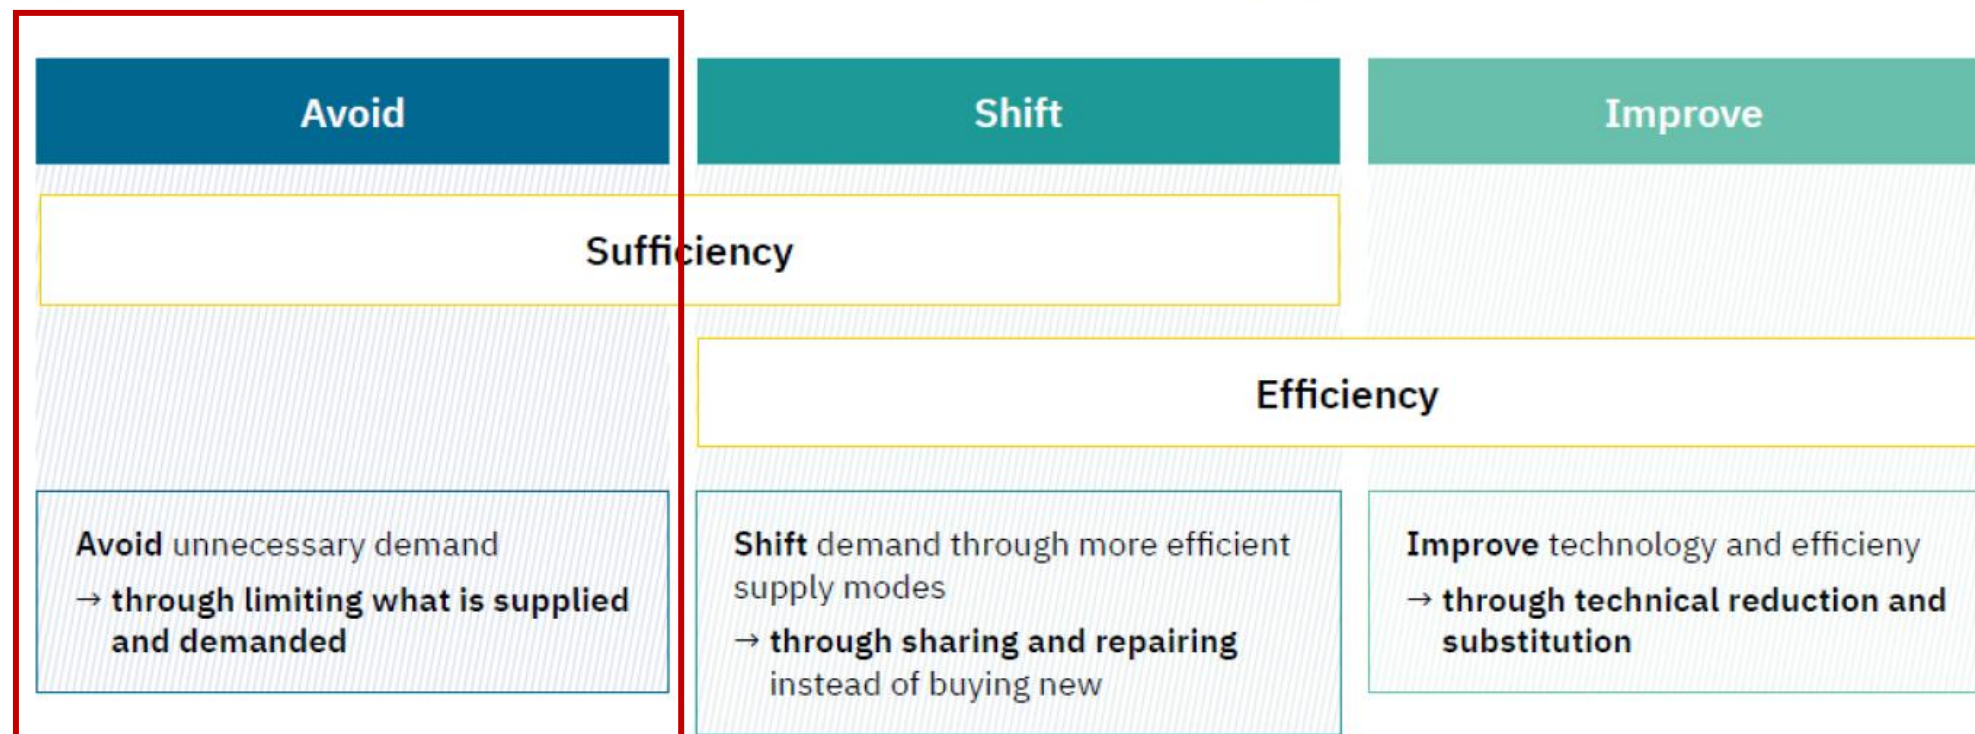 Avoid
Shift
Improve
Sufficiency
Efficiency
Avoid unnecessary demand
→ through limiting what is supplied
and demanded
Shift demand through more efficient
supply modes
→ through sharing and repairing
instead of buying new
Improve technology and efficieny
→ through technical reduction and
substitution